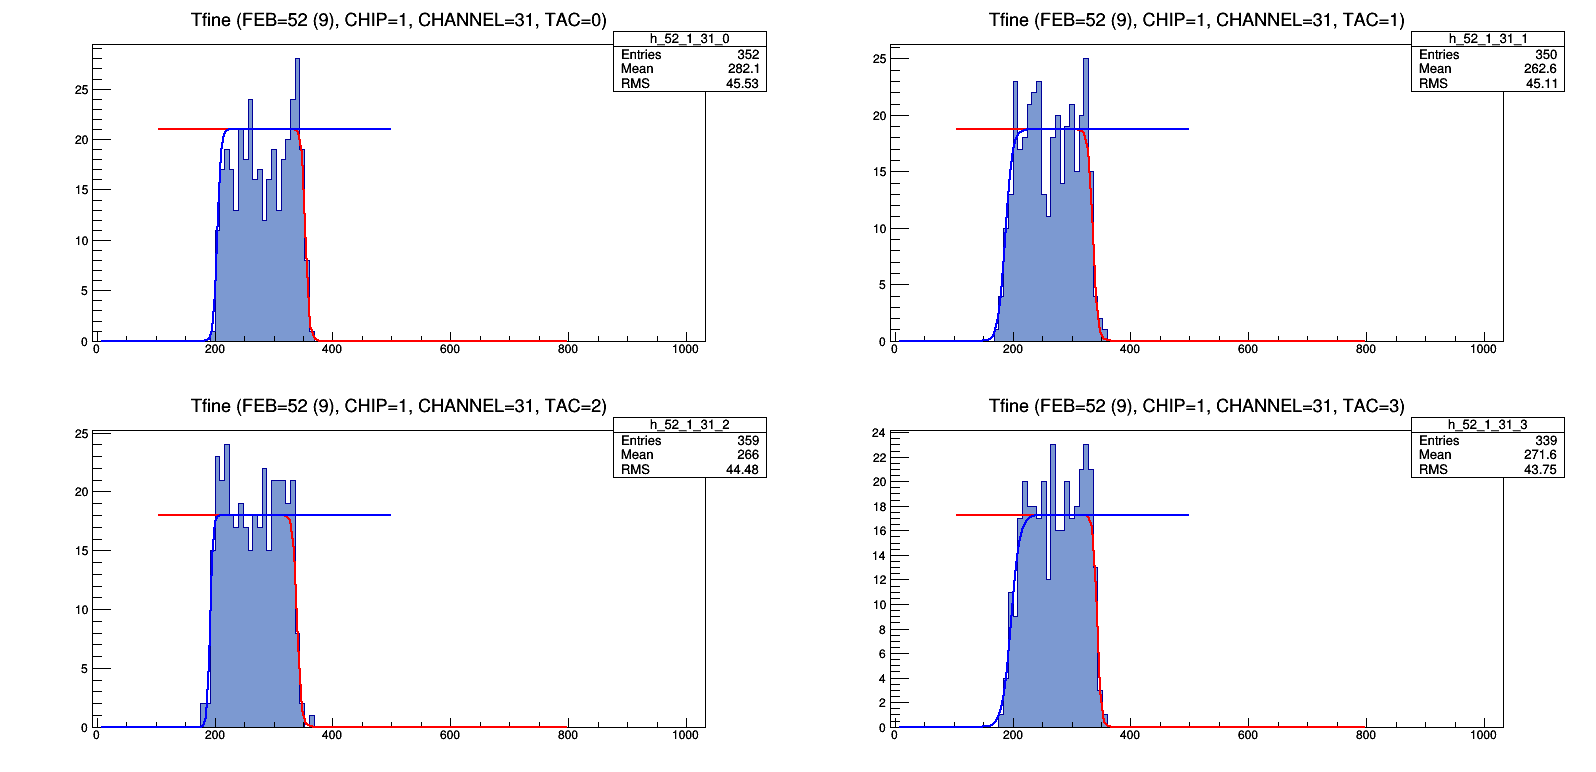 Tfine (FEB=52 (9), CHIP=1, CHANNEL=31, TAC=0)
h_52_1_31_0
Entries 352
Mean 282.1
RMS 45.53
25
20
15
10
5
0
0 200 400 600 800 1000
Tfine (FEB=52 (9), CHIP=1, CHANNEL=31, TAC=1)
h_52_1_31_1
Entries 350
Mean 262.6
RMS 45.11
25
20
15
10
5
0
0 200 400 600 800 1000
Tfine (FEB=52 (9), CHIP=1, CHANNEL=31, TAC=2)
h_52_1_31_2
Entries 359
Mean 266
RMS 44.48
25
20
15
10
5
0
0 200 400 600 800 1000
Tfine (FEB=52 (9), CHIP=1, CHANNEL=31, TAC=3)
h_52_1_31_3
Entries 339
Mean 271.6
RMS 43.75
24
22
20
18
16
14
12
10
8
6
4
2
0
0 200 400 600 800 1000